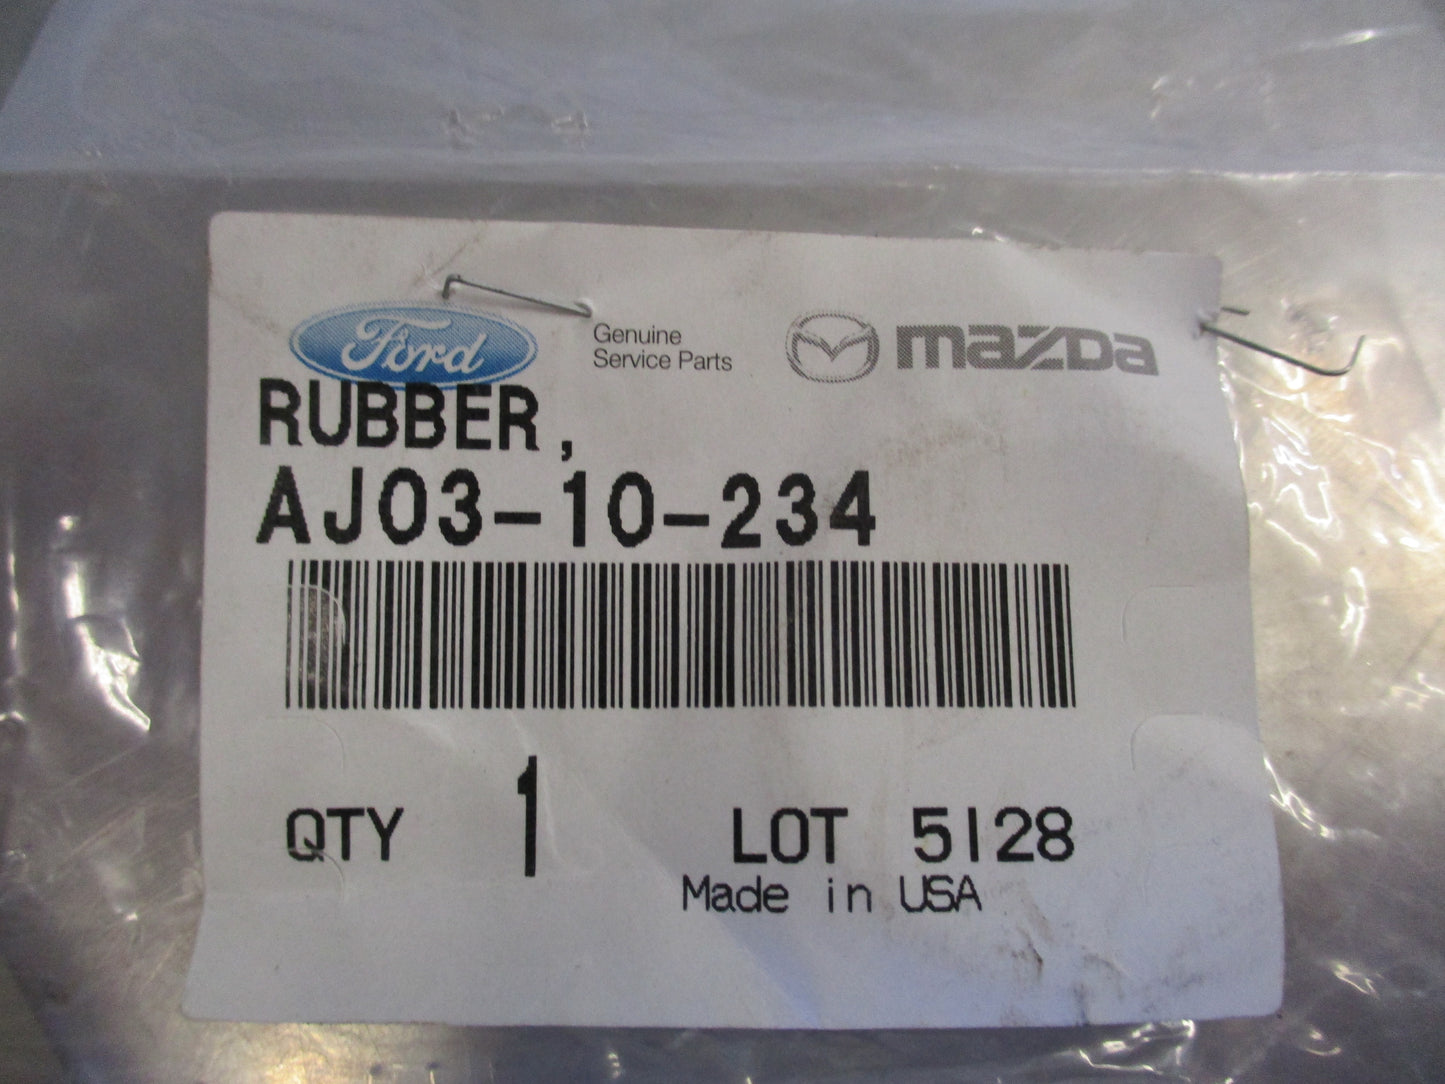 Ford
Genuine
Service Parts
mazda
RUBBER,
AJ03-10-234
QTY 1 LOT 5128
Made in USA